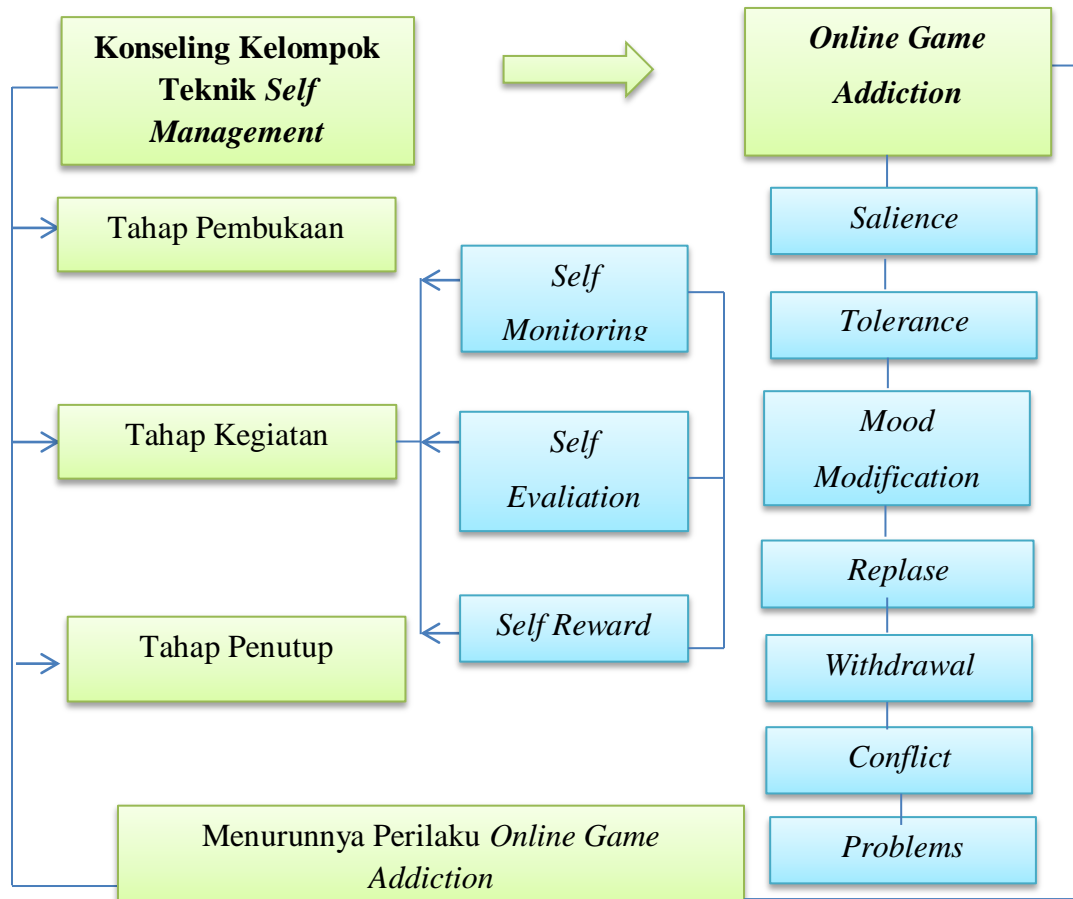 Konseling Kelompok
Teknik Self
Management
Tahap Pembukaan
Tahap Kegiatan
Tahap Penutup
Self
Monitoring
Self
Evaliation
Self Reward
Online Game
Addiction
Salience
Tolerance
Mood
Modification
Replase
Withdrawal
Conflict
Problems
Menurunnya Perilaku Online Game
Addiction